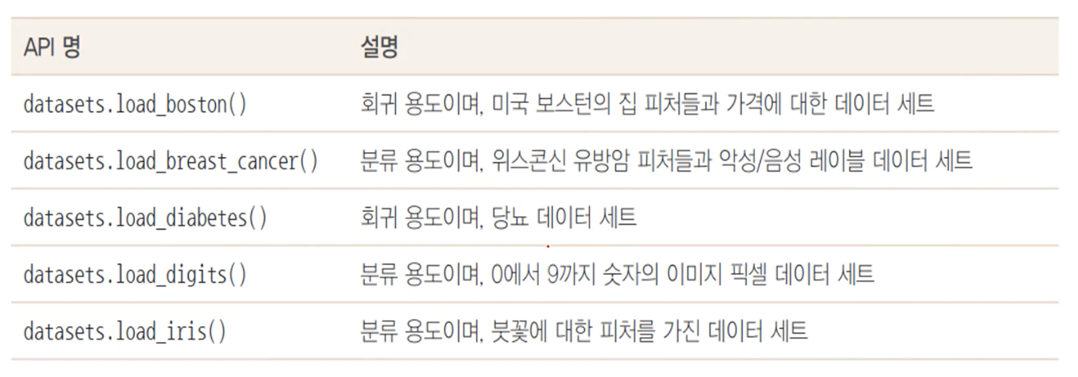 API 명 설명
datasets.load_boston() 회귀 용도이며, 미국 보스턴의 집 피처들과 가격에 대한 데이터 세트
datasets.load_breast_cancer() 분류 용도이며, 위스콘신 유방암 피처들과 악성/음성 레이블 데이터 세트
datasets.load_diabetes() 회귀 용도이며, 당뇨 데이터 세트
datasets.load_digits() 분류 용도이며, 0에서 9까지 숫자의 이미지 픽셀 데이터 세트
datasets.load_iris() 분류 용도이며, 붓꽃에 대한 피처를 가진 데이터 세트